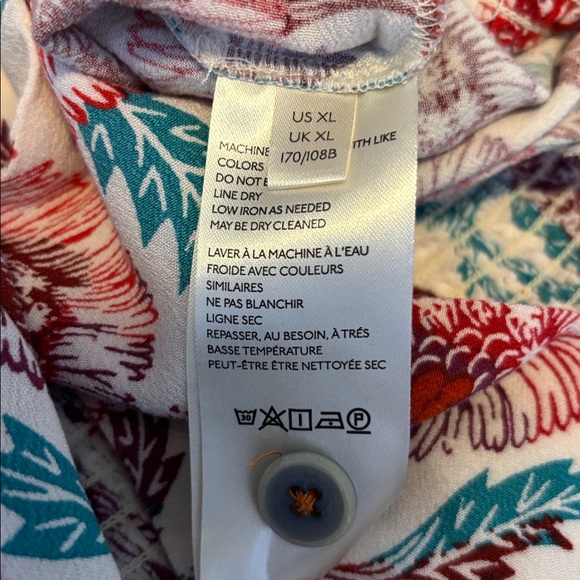 US XL
UK XL
170/108B
MACHINE
ITH LIKE
COLORS
DO NOT B
LINE DRY
LOW IRON AS NEEDED
MAY BE DRY CLEANED
LAVER À LA MACHINE À L'EAU
FROIDE AVEC COULEURS
SIMILAIRES
NE PAS BLANCHIR
LIGNE SEC
REPASSER, AU BESOIN, À TRÉS
BASSE TEMPÉRATURE
PEUT-ÊTRE ÊTRE NETTOYÉE SEC
30
P